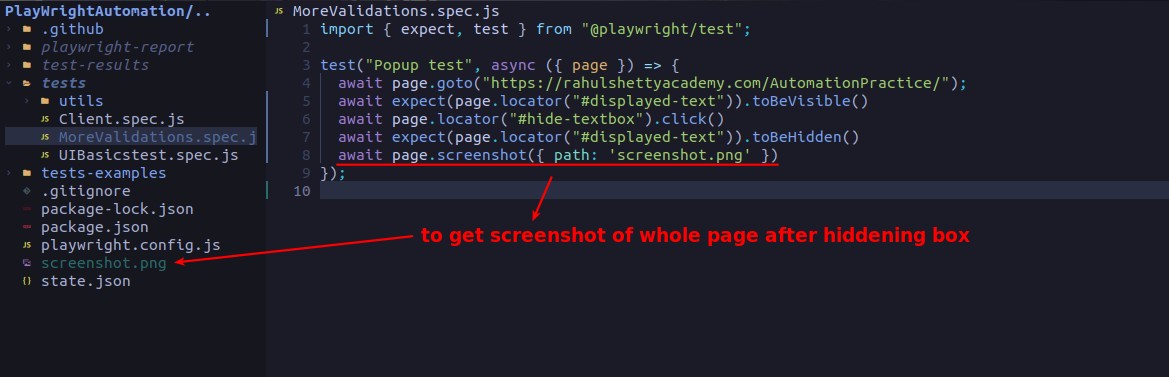 PlayWrightAutomation/..
.github
playwright-report
test-results
tests
utils
Client.spec.js
MoreValidations.spec.j
UIBasicstest.spec.js
tests-examples
.gitignore
package-lock.json
package.json
JS playwright.config.js
screenshot.png
{} state.json
JS MoreValidations.spec.js
1 import { expect, test } from "@playwright/test";
2
3 test("Popup test", async ({ page }) => {
4 await page.goto("https://rahulshettyacademy.com/AutomationPractice/");
5 await expect(page.locator("#displayed-text")).toBeVisible()
6 await page.locator("#hide-textbox").click()
7 await expect(page.locator("#displayed-text")).toBeHidden()
8 await page.screenshot({ path: 'screenshot.png' })
9 });
10
to get screenshot of whole page after hiddening box